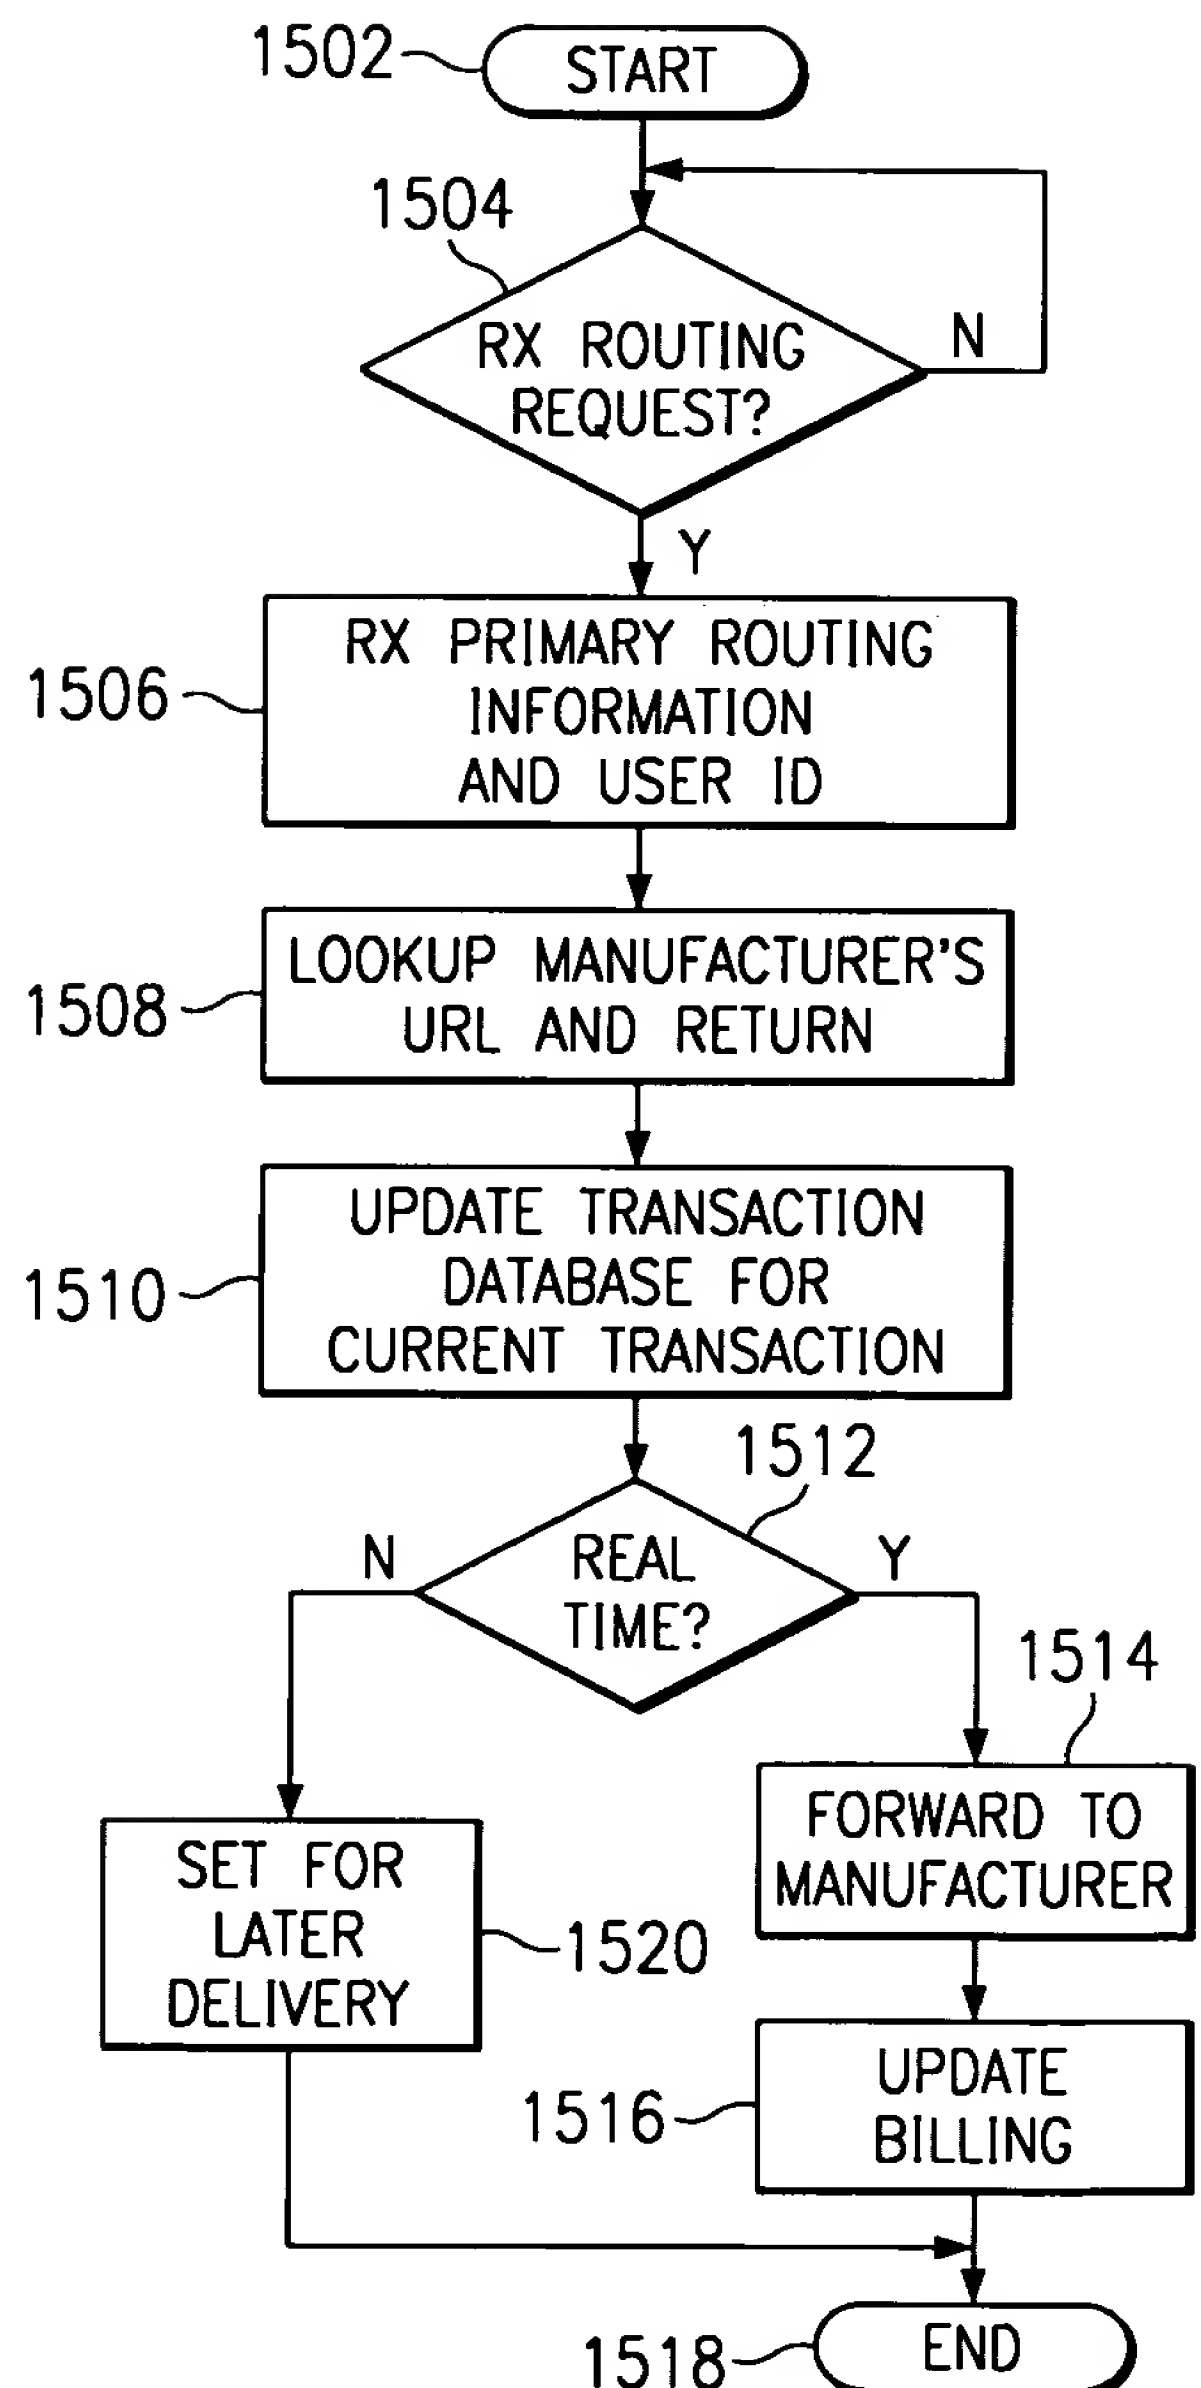 1502
START
1504
RX ROUTING
REQUEST?
N
Y
1506
RX PRIMARY ROUTING
INFORMATION
AND USER ID
1508
LOOKUP MANUFACTURER'S
URL AND RETURN
1510
UPDATE TRANSACTION
DATABASE FOR
CURRENT TRANSACTION
1512
N
REAL
TIME?
Y
1514
FORWARD TO
MANUFACTURER
SET FOR
LATER
DELIVERY
1520
1516
UPDATE
BILLING
1518
END